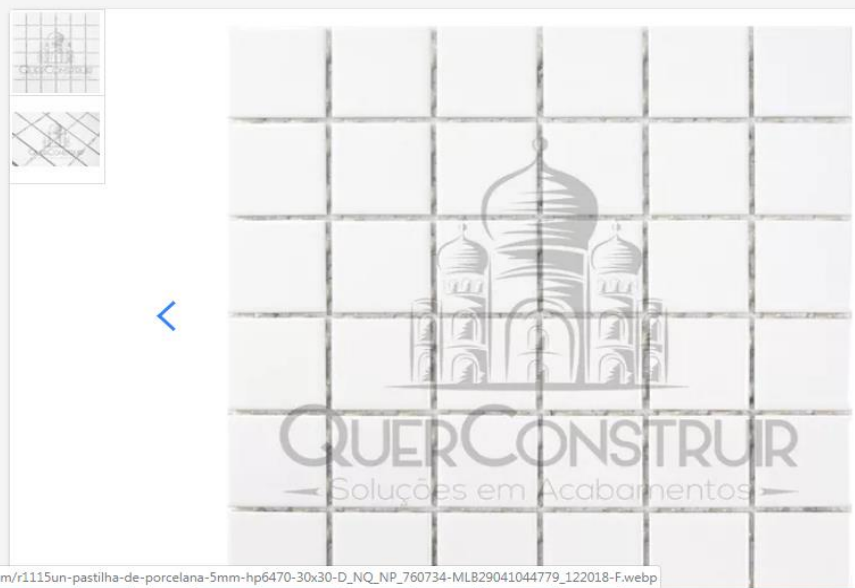 QUERCONSTRUIR
Soluções em Acabamentos
m/r1115un-pastilha-de-porcelana-5mm-hp6470-30x30-D_NQ_NP_760734-MLB29041044779_122018-F.webp